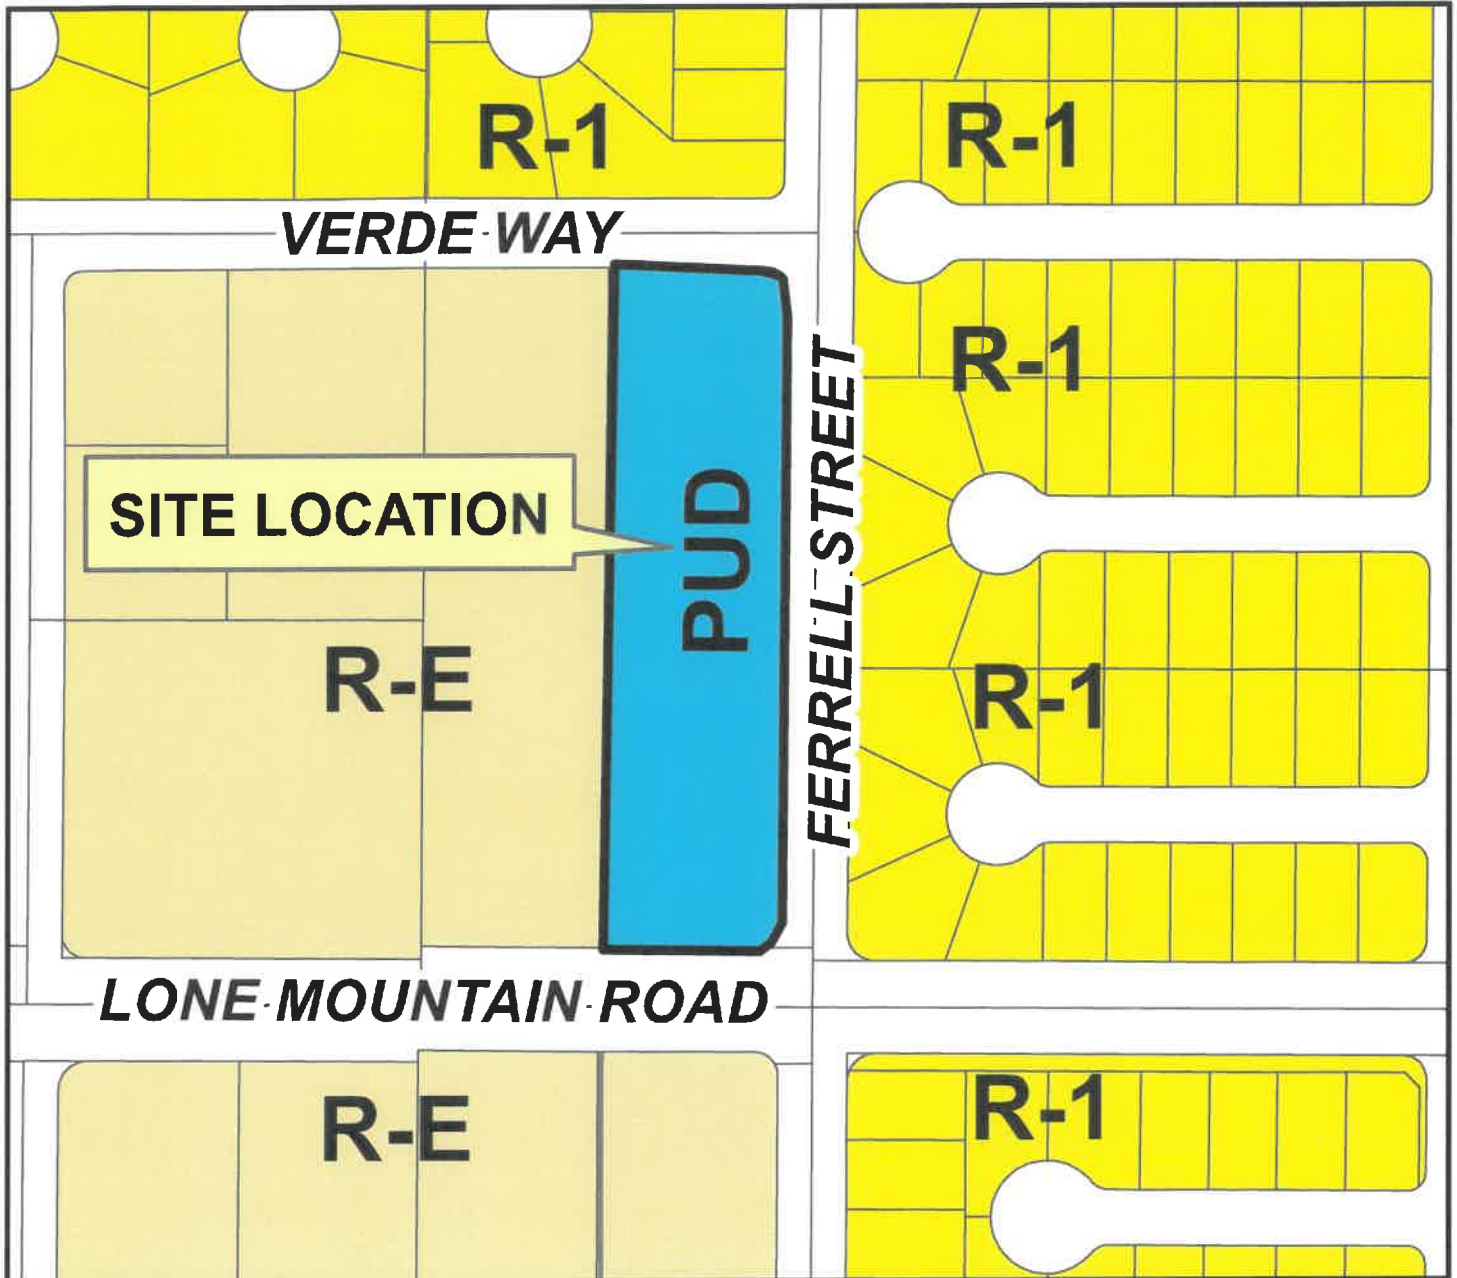 R-1
R-1
VERDE WAY
R-1
SITE LOCATION
PUD
FERRELL STREET
R-E
R-1
LONE MOUNTAIN ROAD
R-E
R-1